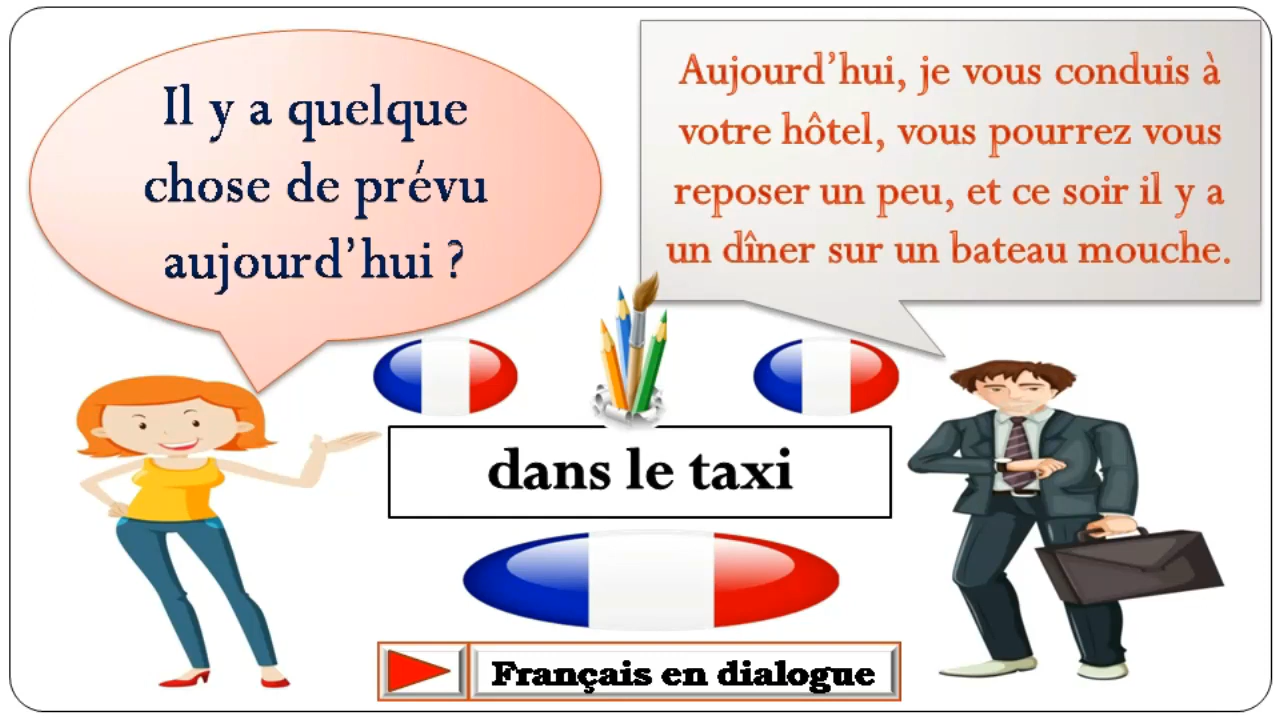 Il y a quelque
chose de prévu
aujourd’hui ?
Aujourd’hui, je vous conduis à
votre hôtel, vous pourrez vous
reposer un peu, et ce soir il y a
un dîner sur un bateau mouche.
dans le taxi
Français en dialogue